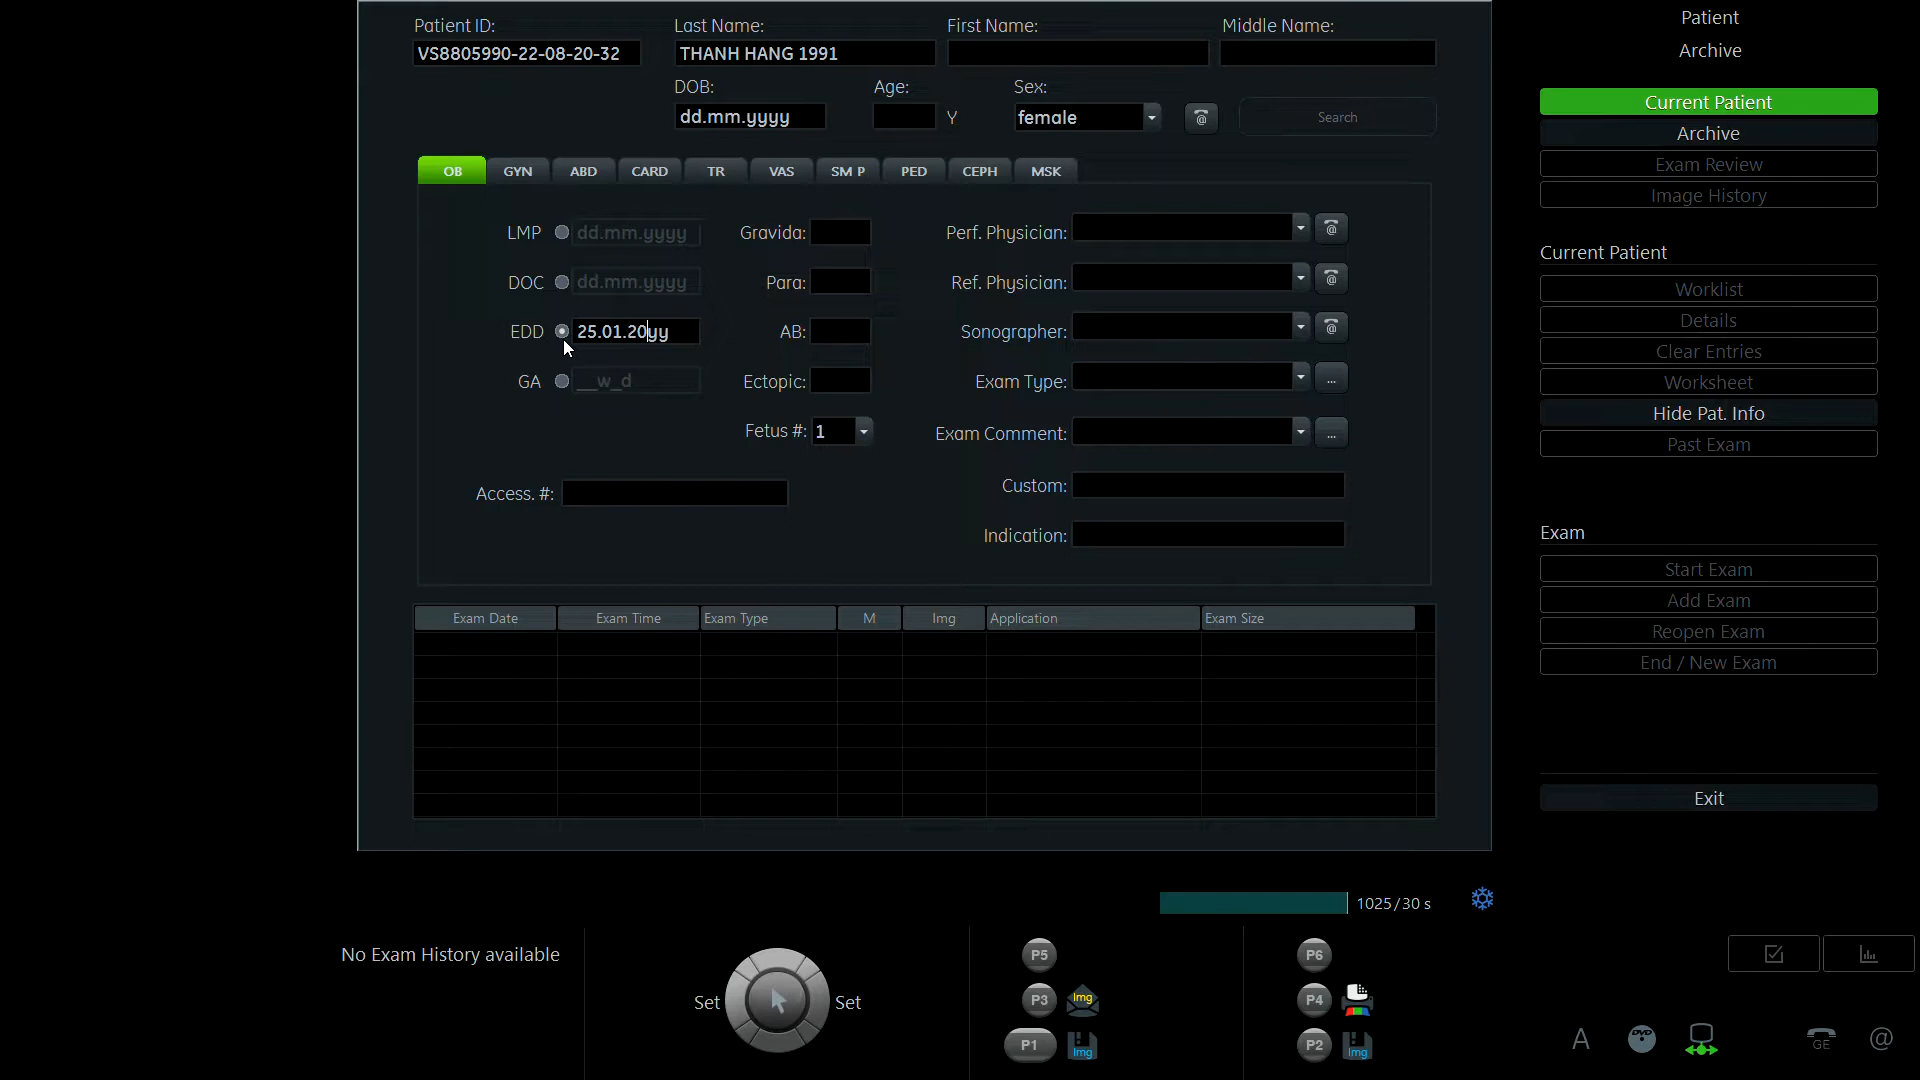 Patient ID: Last Name: First Name: Middle Name:
VS8805990-22-08-20-32 THANH HANG 1991
DOB: Age: Sex:
dd.mm.yyyy Y female @ Search
OB GYN ABD CARD TR VAS SM P PED CEPH MSK
LMP dd.mm.yyyy Gravida: Perf. Physician: @
DOC dd.mm.yyyy Para: Ref. Physician: @
EDD 25.01.20yy AB: Sonographer: @
GA __w_d Ectopic: Exam Type: ...
Fetus #: 1 Exam Comment: ...
Access. #: Custom:
Indication:
Exam Date Exam Time Exam Type M Img Application Exam Size
Patient
Archive
Current Patient
Archive
Exam Review
Image History
Current Patient
Worklist
Details
Clear Entries
Worksheet
Hide Pat. Info
Past Exam
Exam
Start Exam
Add Exam
Reopen Exam
End / New Exam
Exit
1025/30 s
No Exam History available
Set Set
P5 P6
P3 Img P4
P1 Img P2 Img
A DVD GE @